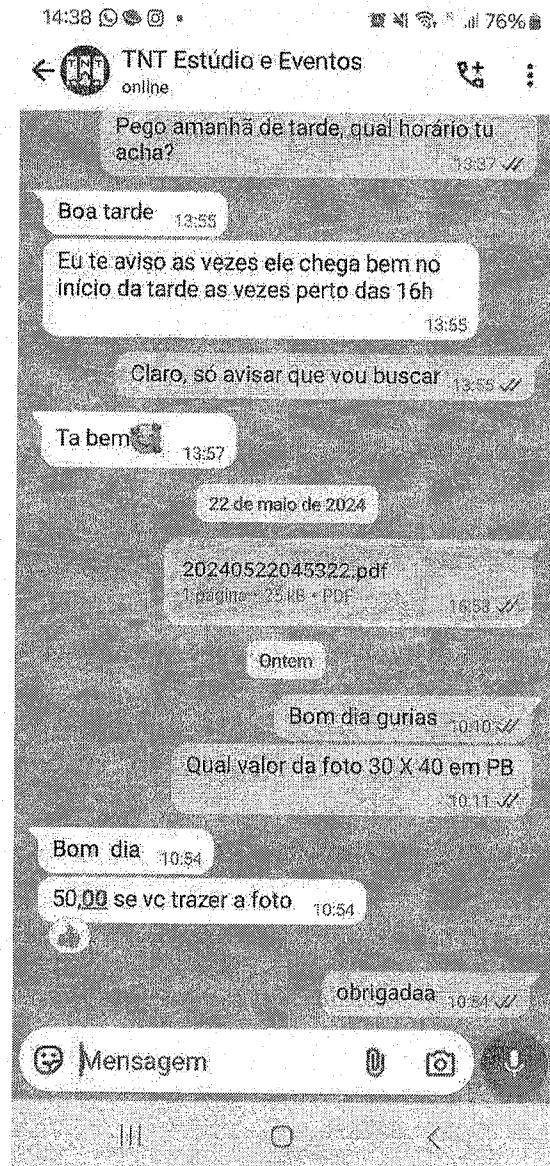 14:38
76%
TNT Estúdio e Eventos
online
Pego amanhã de tarde, qual horário tu
acha?
13:37
Boa tarde 13:55
Eu te aviso as vezes ele chega bem no
início da tarde as vezes perto das 16h
13:55
Claro, só avisar que vou buscar 13:55
Ta bem 13:57
22 de maio de 2024
20240522045322.pdf
1 página • 25 kB • PDF
16:53
Ontem
Bom dia gurias 10:10
Qual valor da foto 30 X 40 em PB
10:11
Bom dia 10:54
50,00 se vc trazer a foto 10:54
obrigadaa 10:54
Mensagem